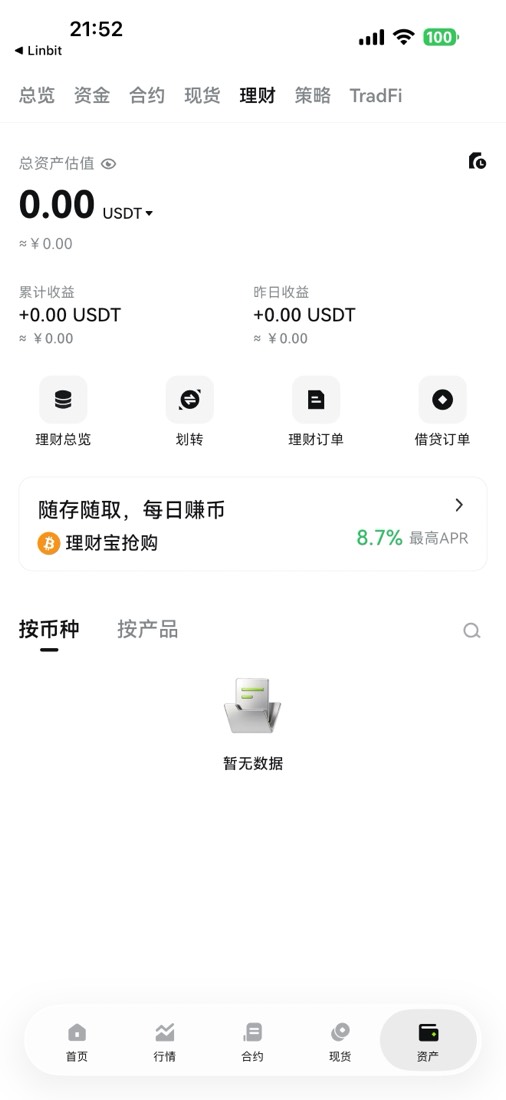 21:52
100
◀ Linbit
总览 资金 合约 现货 理财 策略 TradFi
总资产估值
0.00 USDT
≈ ¥ 0.00
累计收益 昨日收益
+0.00 USDT +0.00 USDT
≈ ¥ 0.00 ≈ ¥ 0.00
理财总览 划转 理财订单 借贷订单
随存随取，每日赚币
理财宝抢购 8.7% 最高APR
按币种 按产品
暂无数据
首页 行情 合约 现货 资产